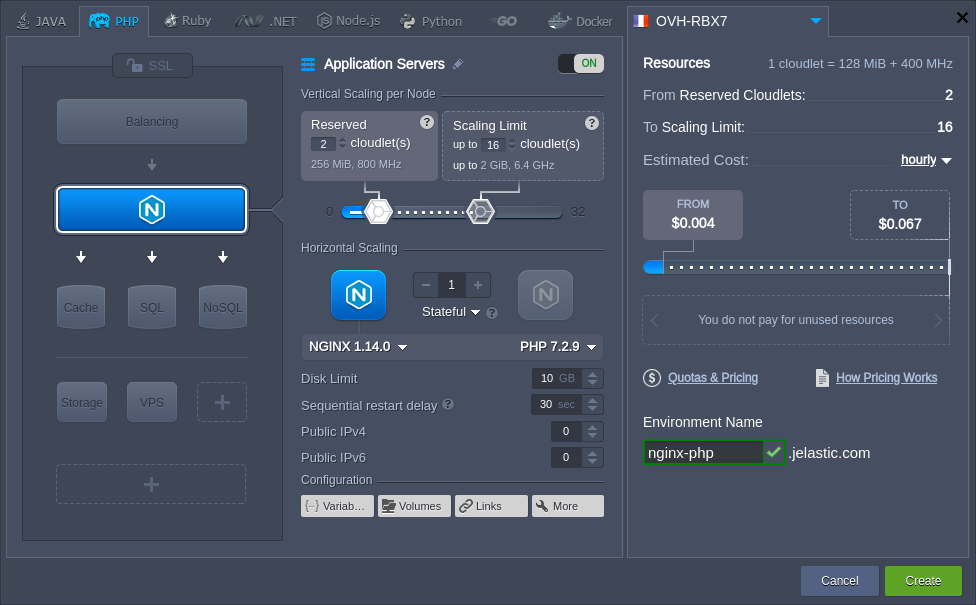 JAVA PHP Ruby .NET Node.js Python GO Docker
SSL
Balancing
N
Cache SQL NoSQL
Storage VPS +
+
Application Servers ON
Vertical Scaling per Node
Reserved ?
2 cloudlet(s)
256 MiB, 800 MHz
Scaling Limit ?
up to 16 cloudlet(s)
up to 2 GiB, 6.4 GHz
0 32
Horizontal Scaling
N − 1 + N
Stateful ?
NGINX 1.14.0 PHP 7.2.9
Disk Limit 10 GB
Sequential restart delay ? 30 sec
Public IPv4 0
Public IPv6 0
Configuration
{··} Variab... Volumes Links More
OVH-RBX7
Resources 1 cloudlet = 128 MiB + 400 MHz
From Reserved Cloudlets: 2
To Scaling Limit: 16
Estimated Cost: hourly
FROM
$0.004
TO
$0.067
You do not pay for unused resources
$ Quotas & Pricing How Pricing Works
Environment Name
nginx-php .jelastic.com
Cancel Create